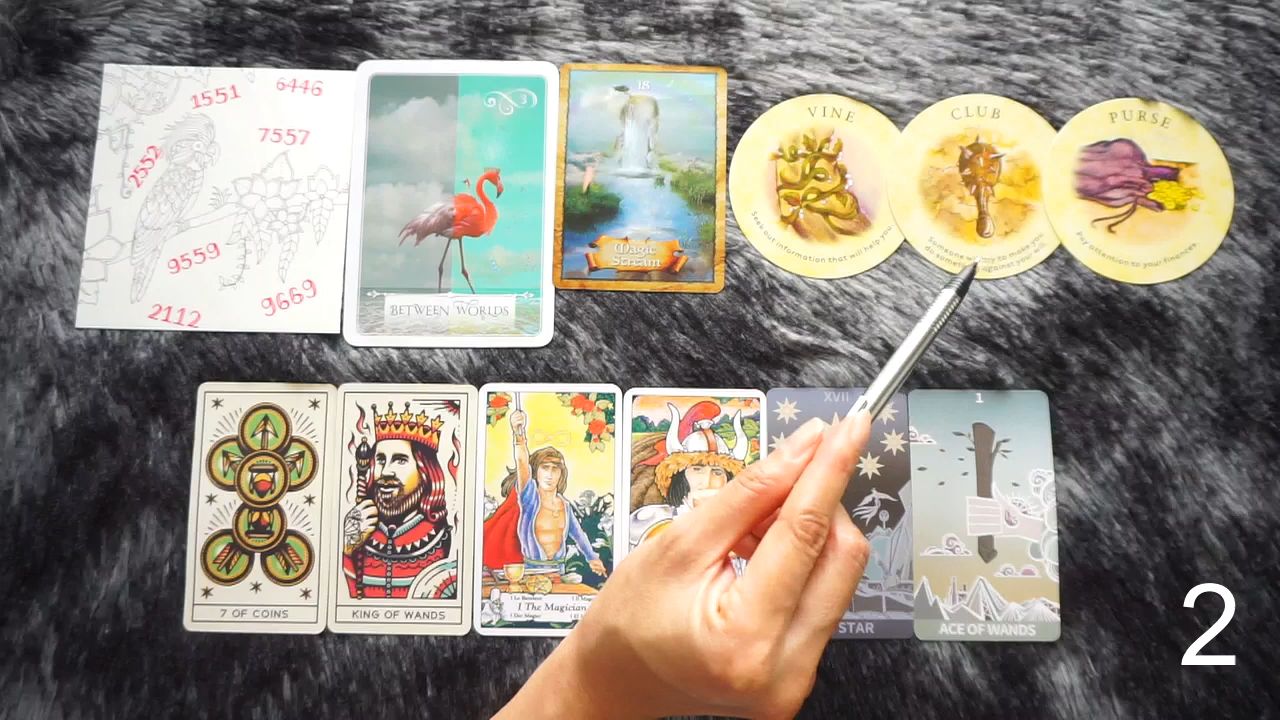 6446
1551
7557
2552
9559
9669
2112
3
BETWEEN WORLDS
18
Magic
Stream
VINE
Seek out information that will help you.
CLUB
Someone will try to make you
do something against your will.
PURSE
Pay attention to your finances.
7 OF COINS
KING OF WANDS
I The Magician
XVII
STAR
1
ACE OF WANDS
2